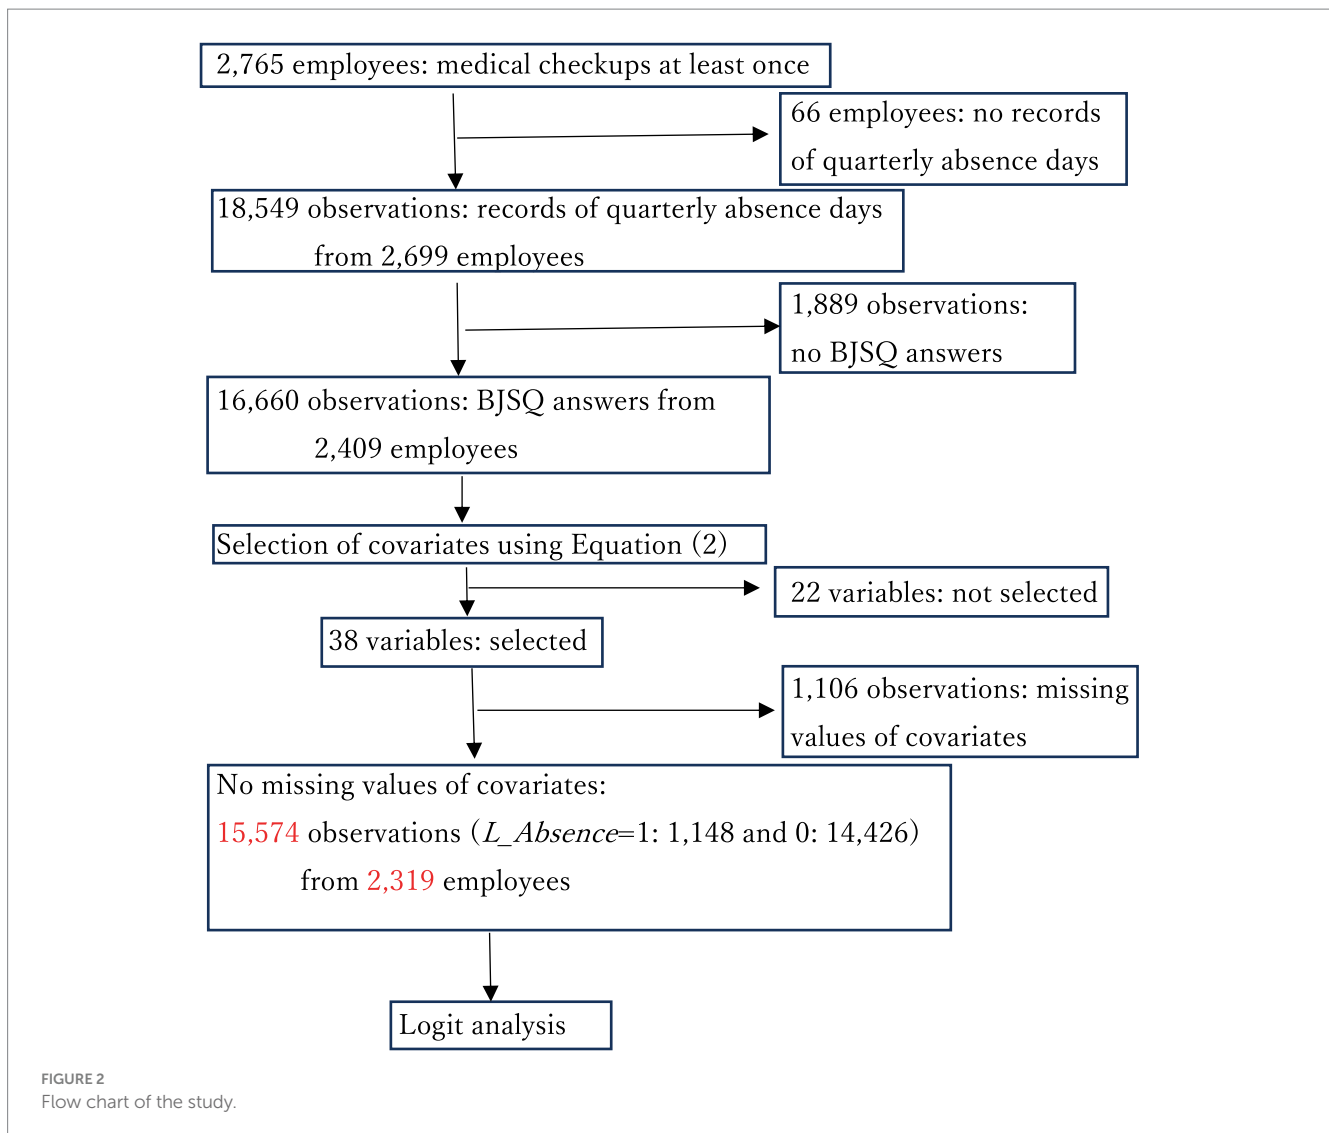 2,765 employees: medical checkups at least once
66 employees: no records
of quarterly absence days
18,549 observations: records of quarterly absence days
from 2,699 employees
1,889 observations:
no BJSQ answers
16,660 observations: BJSQ answers from
2,409 employees
Selection of covariates using Equation (2)
22 variables: not selected
38 variables: selected
1,106 observations: missing
values of covariates
No missing values of covariates:
15,574 observations (L_Absence=1: 1,148 and 0: 14,426)
from 2,319 employees
Logit analysis
FIGURE 2
Flow chart of the study.